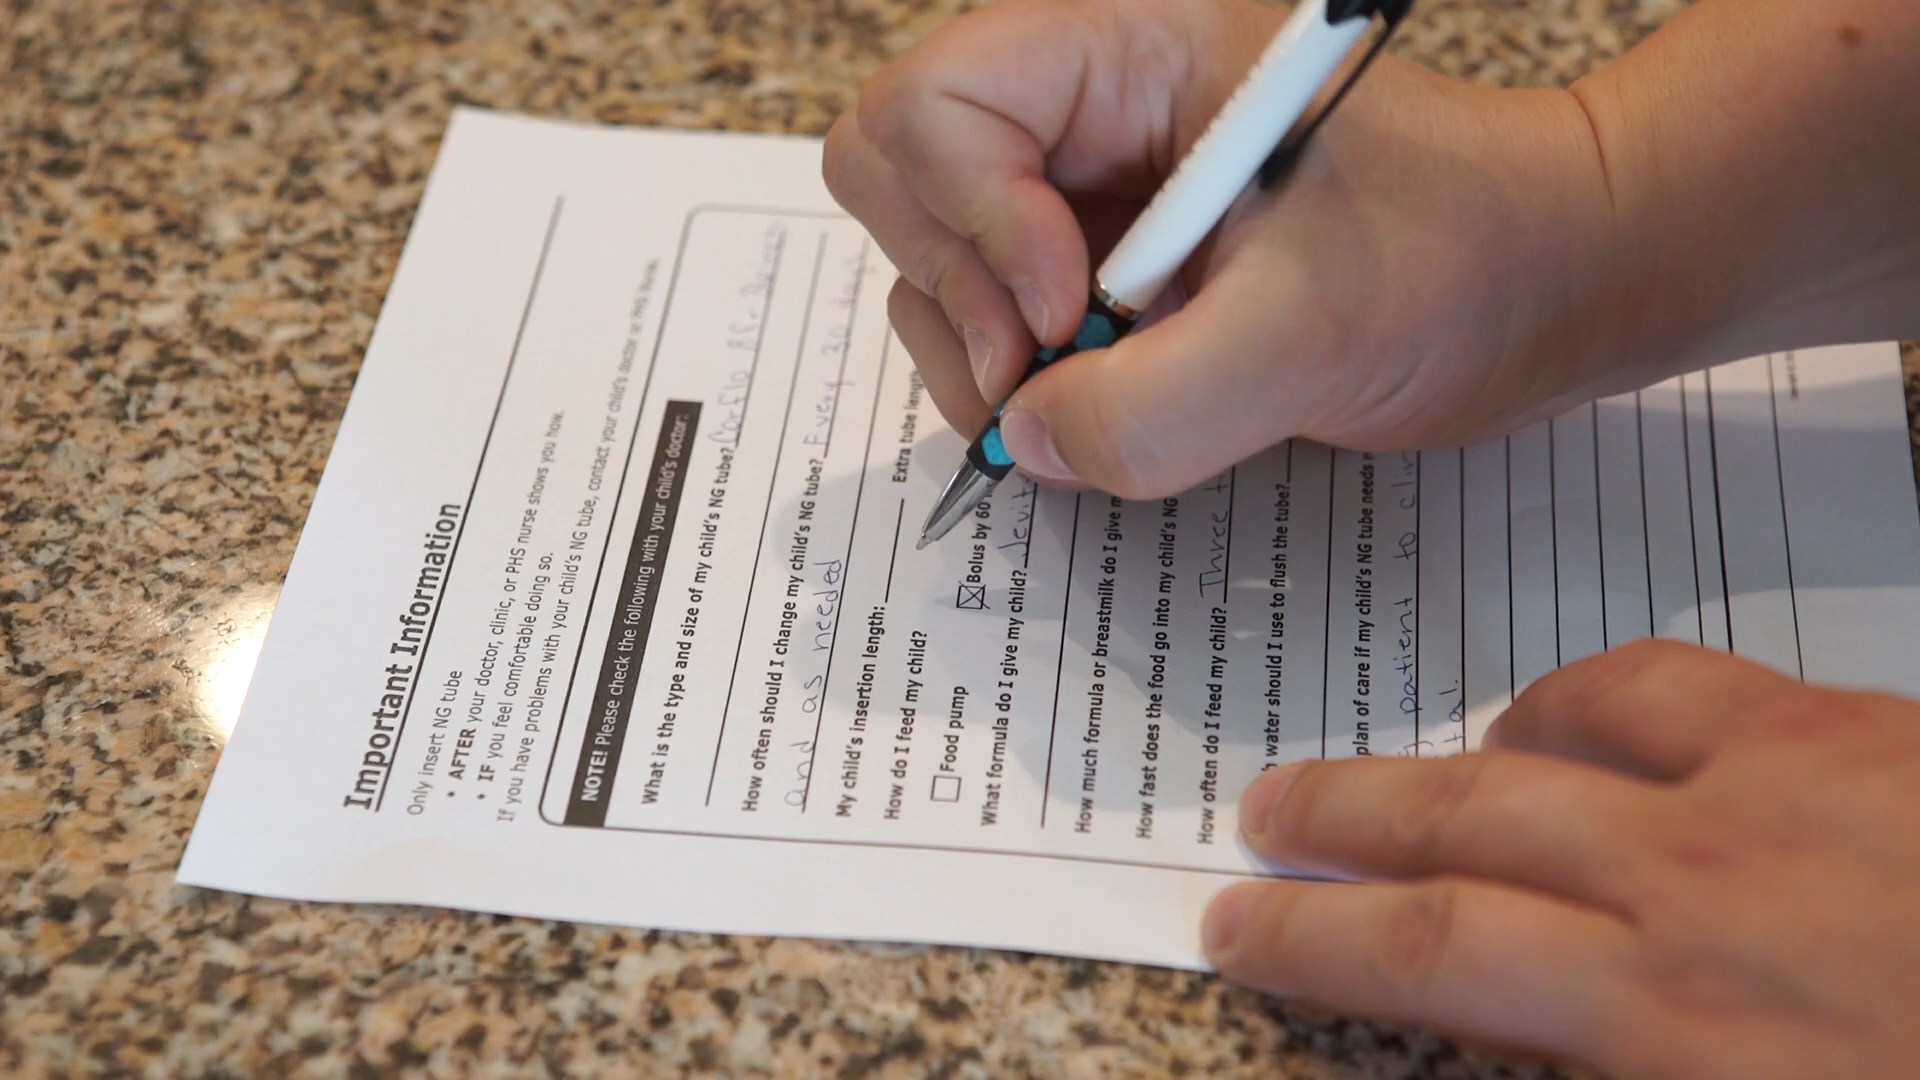 Important Information
Only insert NG tube
• AFTER your doctor, clinic, or PHS nurse shows you how.
• IF you feel comfortable doing so.
If you have problems with your child's NG tube, contact your child's doctor or PHS nurse.
NOTE! Please check the following with your child's doctor:
What is the type and size of my child's NG tube? Corflo 8Fr
How often should I change my child's NG tube? Every 30 days
and as needed
My child's insertion length: Extra tube length
How do I feed my child?
Food pump ☒ Bolus by 60
What formula do I give my child?
How much formula or breastmilk do I give
How fast does the food go into my child's NG
How often do I feed my child? Three
water should I use to flush the tube?
plan of care if my child's NG tube needs
patient to